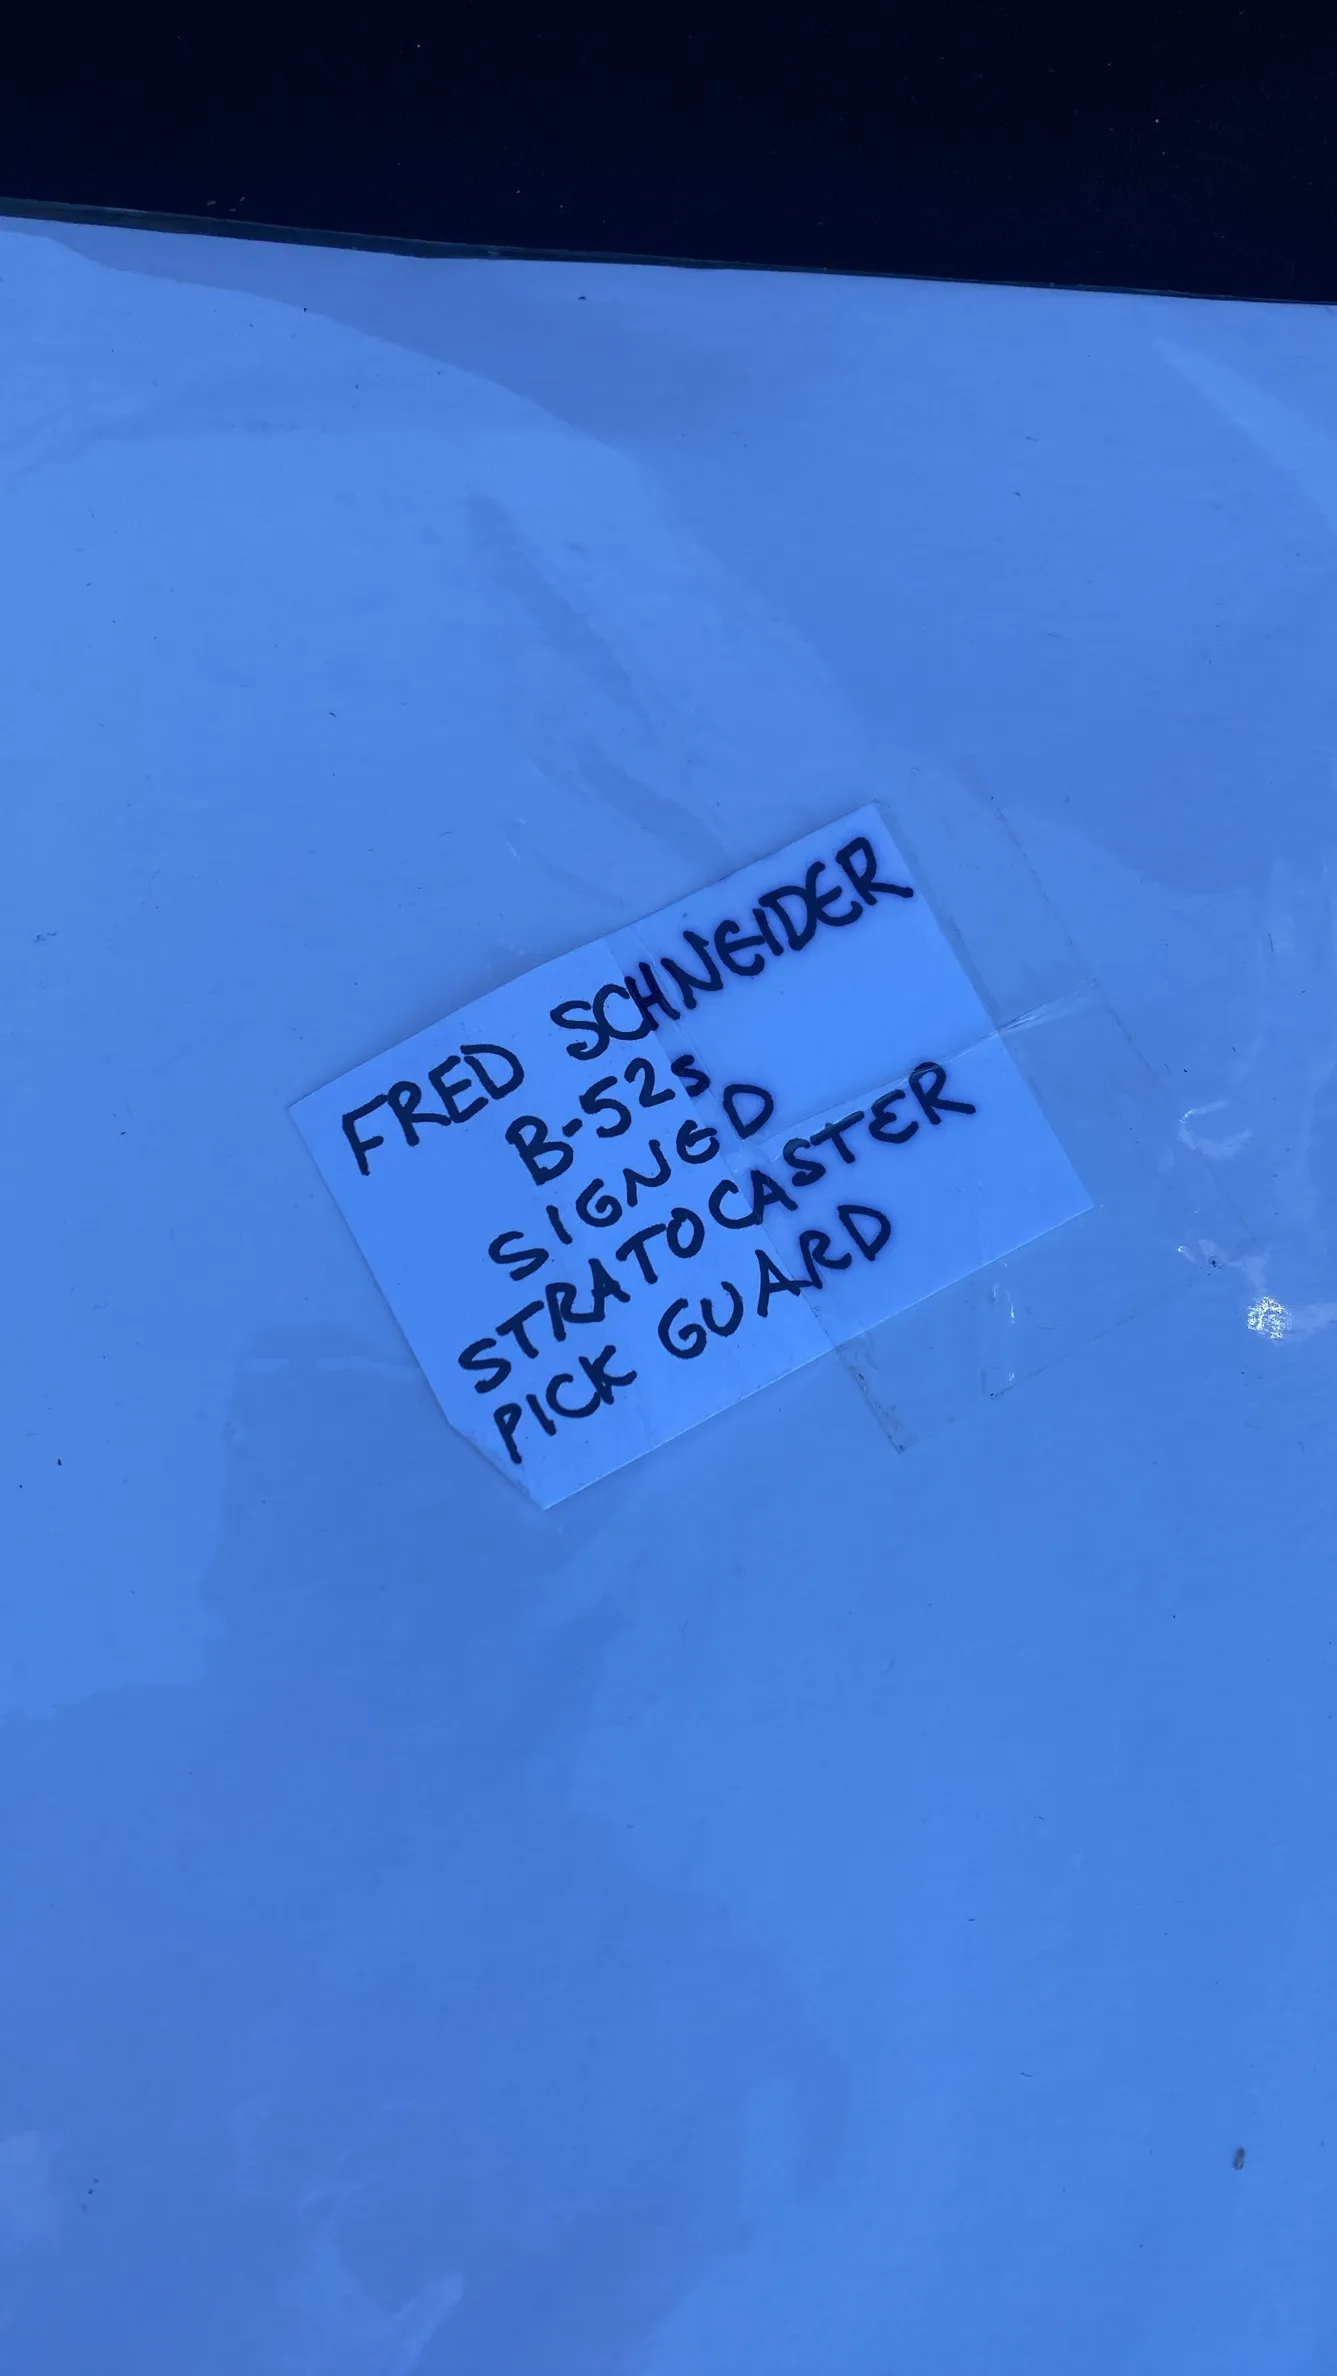 FRED SCHNEIDER
B-52s
SIGNED
STRATOCASTER
PICK GUARD